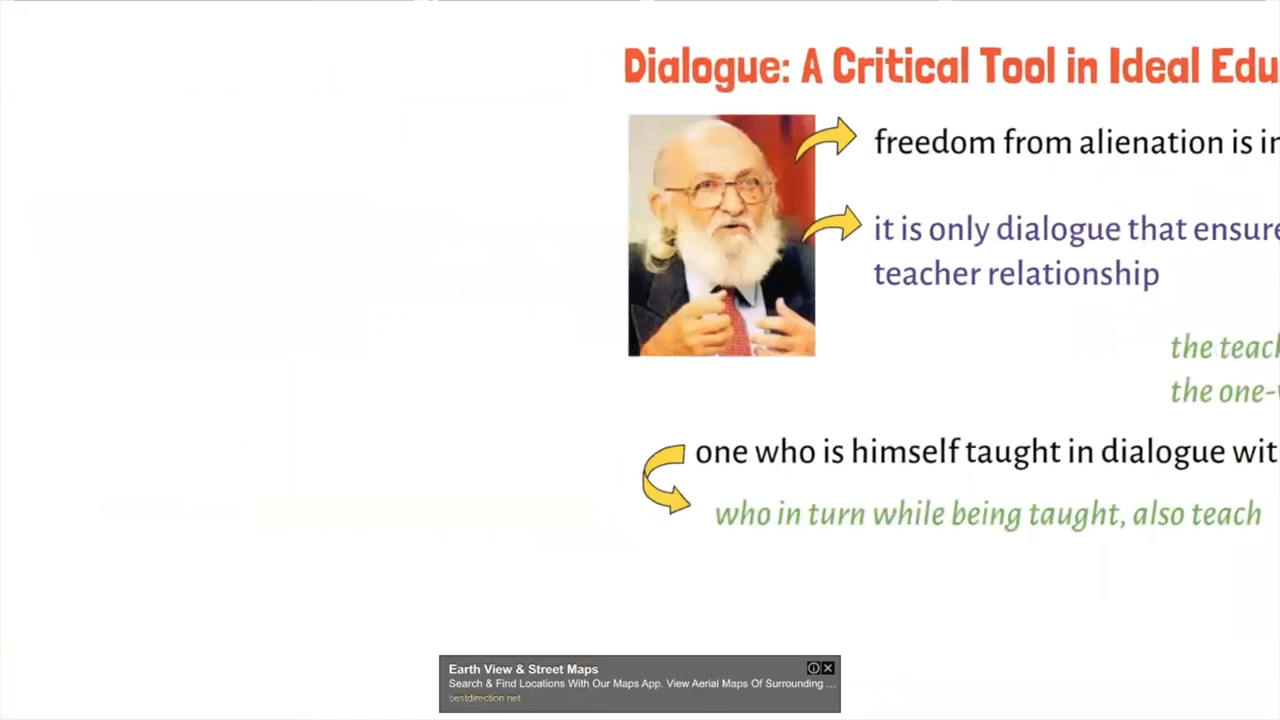 Dialogue: A Critical Tool in Ideal Edu
freedom from alienation is in
it is only dialogue that ensure
teacher relationship
the teach
the one-
one who is himself taught in dialogue wit
who in turn while being taught, also teach
Earth View & Street Maps
Search & Find Locations With Our Maps App. View Aerial Maps Of Surrounding ...
bestdirection.net